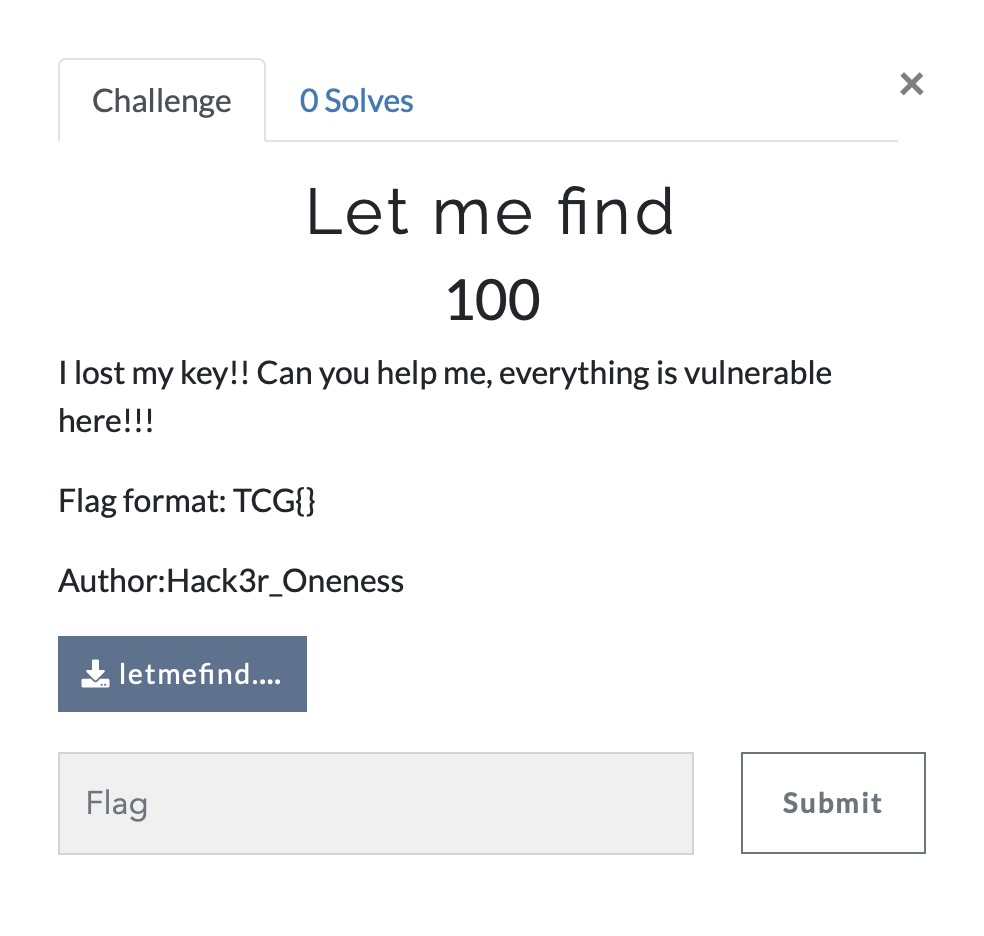 Challenge
0 Solves
×
Let me find
100
I lost my key!! Can you help me, everything is vulnerable
here!!!
Flag format: TCG{}
Author:Hack3r_Oneness
letmefind....
Flag
Submit